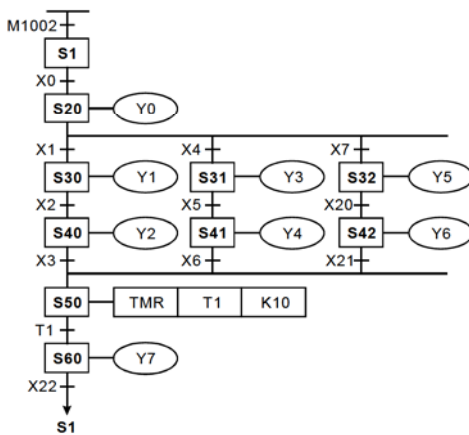 M1002
S1
X0
S20 Y0
X1 X4 X7
S30 Y1 S31 Y3 S32 Y5
X2 X5 X20
S40 Y2 S41 Y4 S42 Y6
X3 X6 X21
S50 TMR T1 K10
T1
S60 Y7
X22
S1